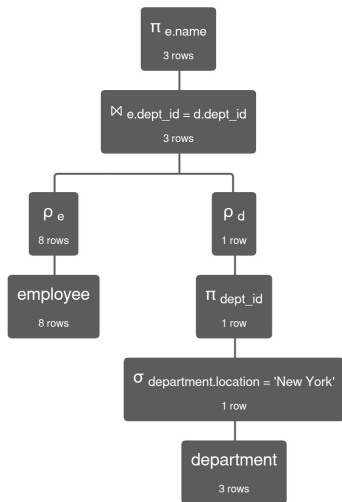 π e.name
3 rows
⋈ e.dept_id = d.dept_id
3 rows
ρ e
8 rows
ρ d
1 row
employee
8 rows
π dept_id
1 row
σ department.location = 'New York'
1 row
department
3 rows